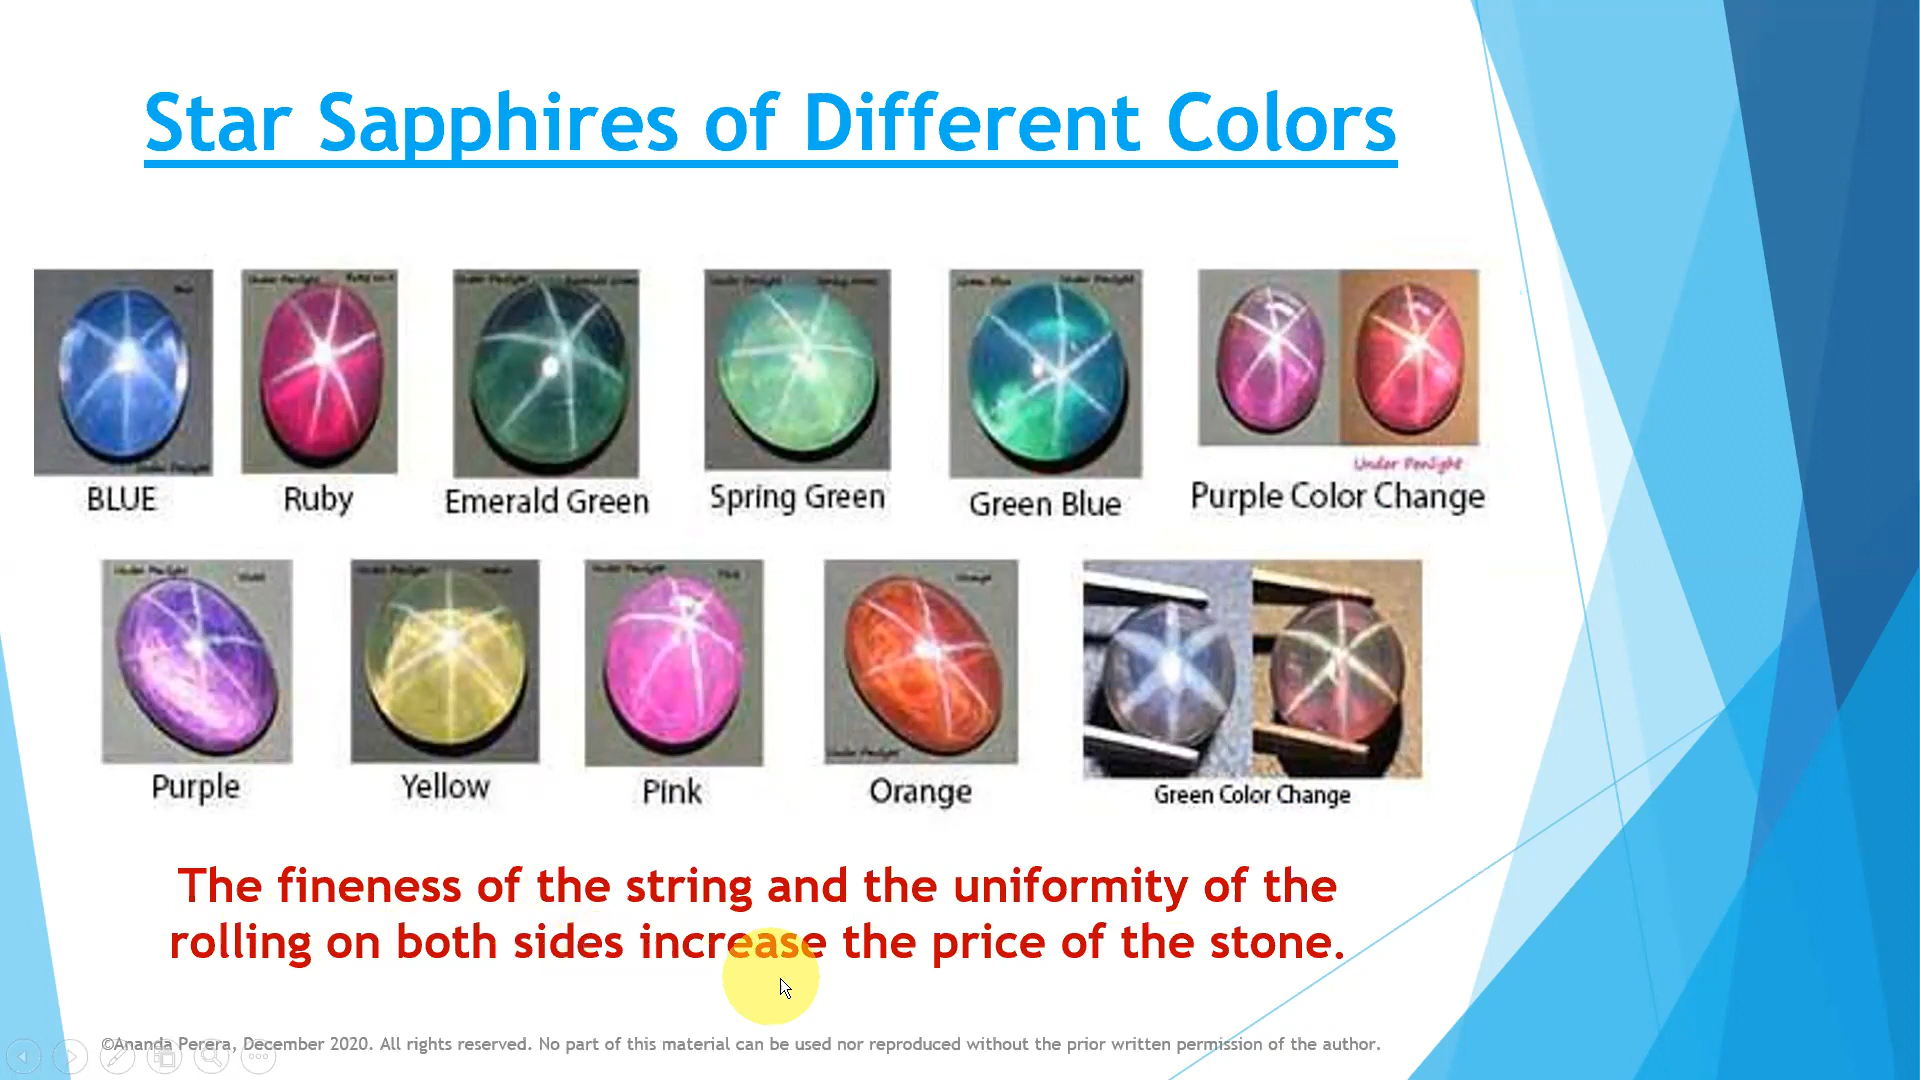 Star Sapphires of Different Colors
Under Penlight
BLUE
Ruby
Emerald Green
Spring Green
Green Blue
Purple Color Change
Purple
Yellow
Pink
Orange
Green Color Change
The fineness of the string and the uniformity of the
rolling on both sides increase the price of the stone.
©Ananda Perera, December 2020. All rights reserved. No part of this material can be used nor reproduced without the prior written permission of the author.